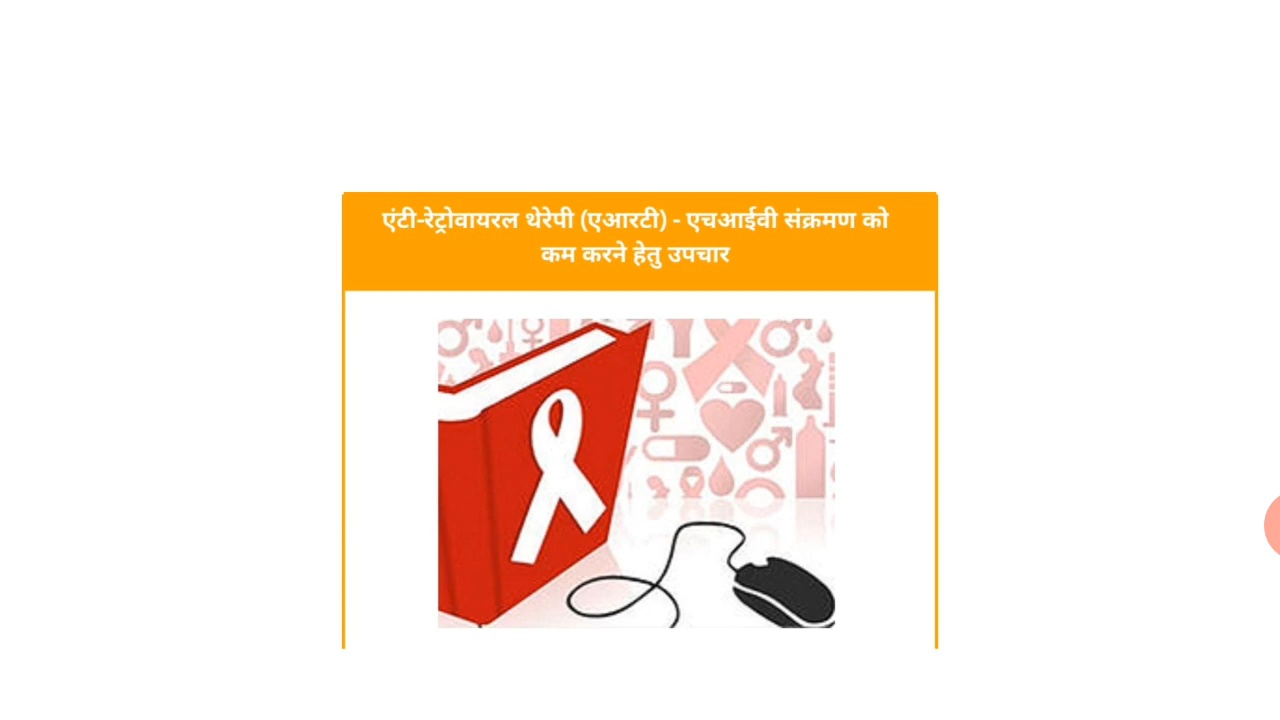 एंटी-रेट्रोवायरल थेरेपी (एआरटी) - एचआईवी संक्रमण को
कम करने हेतु उपचार